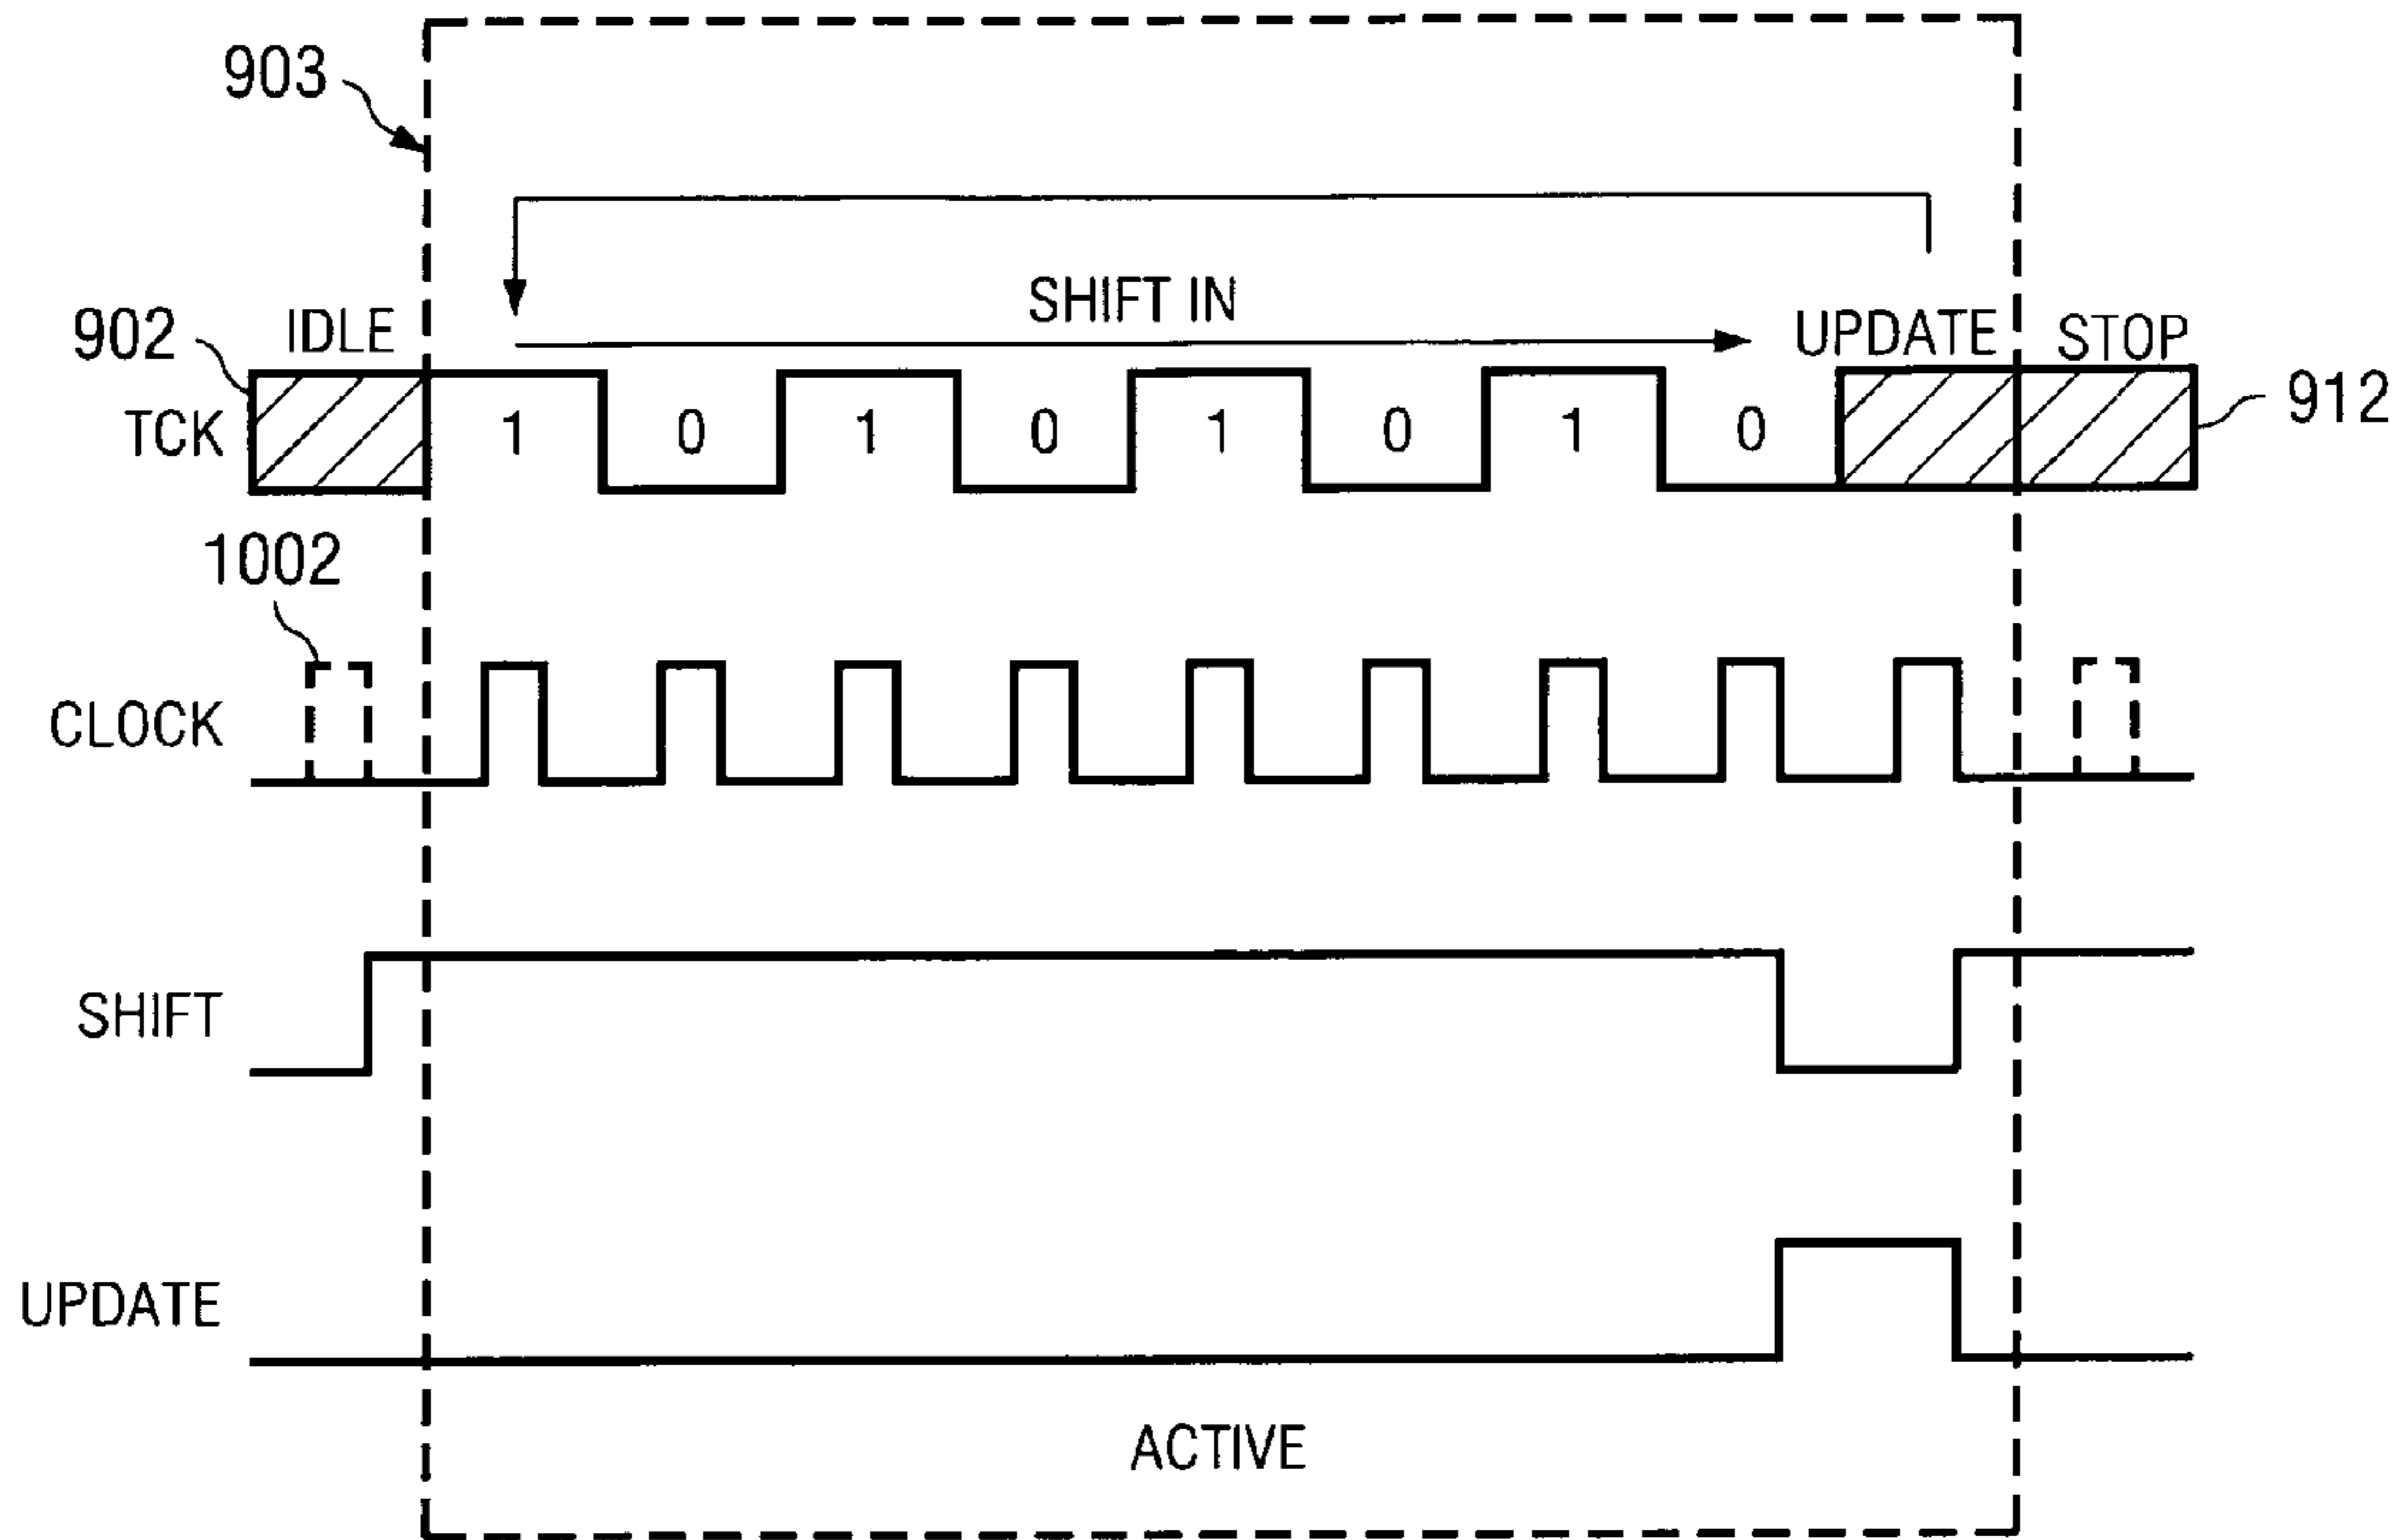 903
SHIFT IN
902 IDLE UPDATE STOP
TCK 1 0 1 0 1 0 1 0 912
1002
CLOCK
SHIFT
UPDATE
ACTIVE